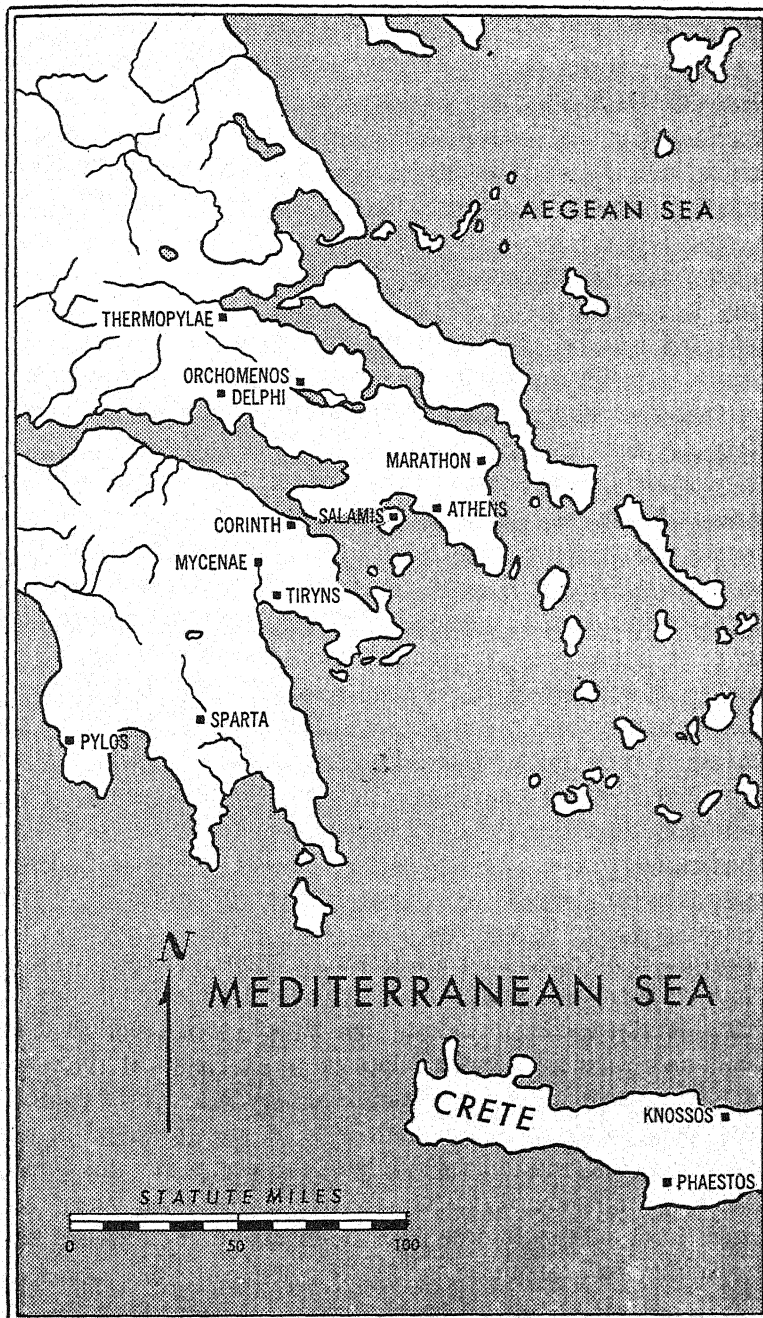 AEGEAN SEA
THERMOPYLAE
ORCHOMENOS
DELPHI
MARATHON
CORINTH
SALAMIS
ATHENS
MYCENAE
TIRYNS
SPARTA
PYLOS
N
MEDITERRANEAN SEA
CRETE
KNOSSOS
PHAESTOS
STATUTE MILES
0 50 100